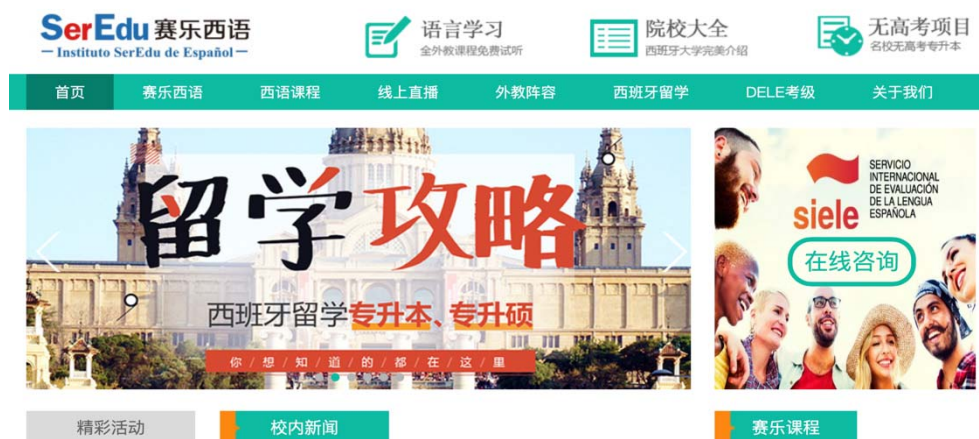 SerEdu 赛乐西语
Instituto SerEdu de Español
语言学习
全外教课程免费试听
院校大全
西班牙大学完美介绍
无高考项目
名校无高考专升本
首页 赛乐西语 西语课程 线上直播 外教阵容 西班牙留学 DELE考级 关于我们
留学攻略
西班牙留学专升本、专升硕
你/想/知/道/的/都/在/这/里
siele
SERVICIO
INTERNACIONAL
DE EVALUACIÓN
DE LA LENGUA
ESPAÑOLA
在线咨询
精彩活动 校内新闻 赛乐课程